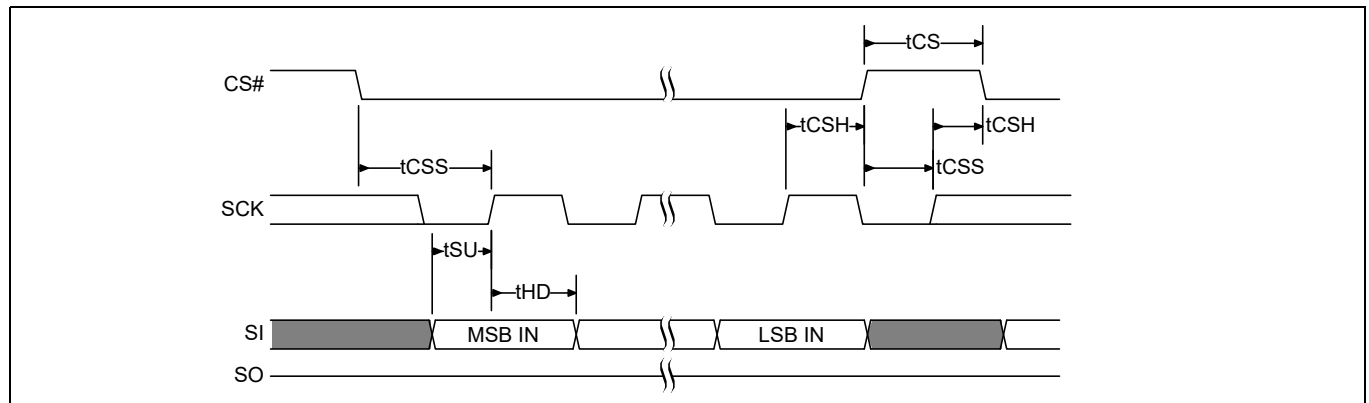 tCS
CS#
tCSH
tCSH
tCSS
tCSS
SCK
tSU
tHD
SI
MSB IN
LSB IN
SO